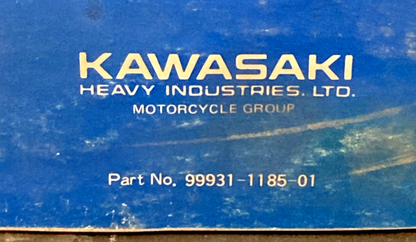 KAWASAKI
HEAVY INDUSTRIES, LTD.
MOTORCYCLE GROUP
Part No. 99931-1185-01